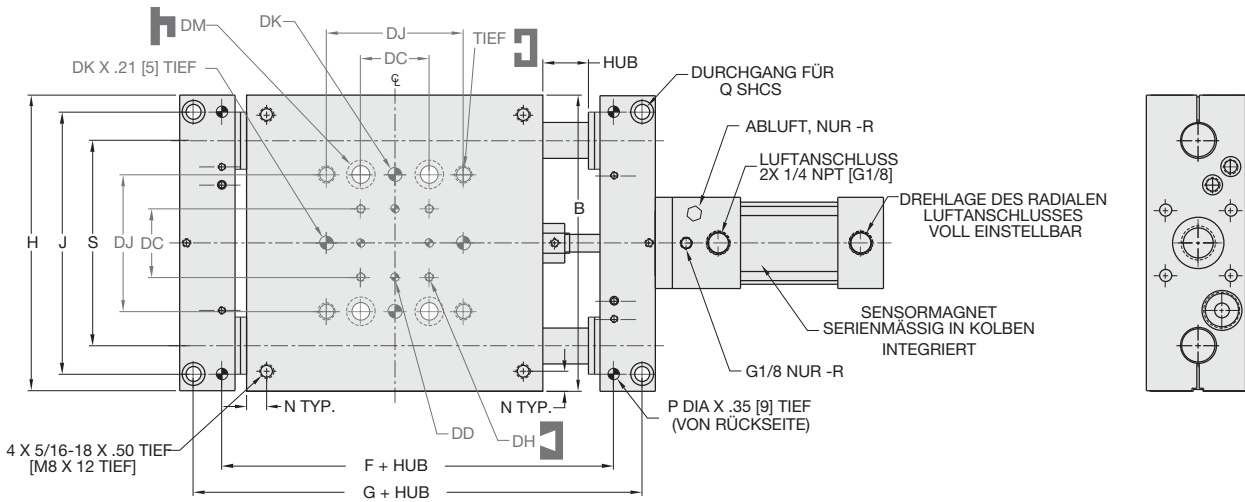 DM
DK
DJ
TIEF
DC
HUB
DK X .21 [5] TIEF
℄
DURCHGANG FÜR
Q SHCS
ABLUFT, NUR -R
LUFTANSCHLUSS
2X 1/4 NPT [G1/8]
B
DREHLAGE DES RADIALEN
LUFTANSCHLUSSES
VOLL EINSTELLBAR
H
J
S
DJ
DC
SENSORMAGNET
SERIENMÄSSIG IN KOLBEN
INTEGRIERT
G1/8 NUR -R
N TYP.
N TYP.
P DIA X .35 [9] TIEF
(VON RÜCKSEITE)
DD
DH
4 X 5/16-18 X .50 TIEF
[M8 X 12 TIEF]
F + HUB
G + HUB